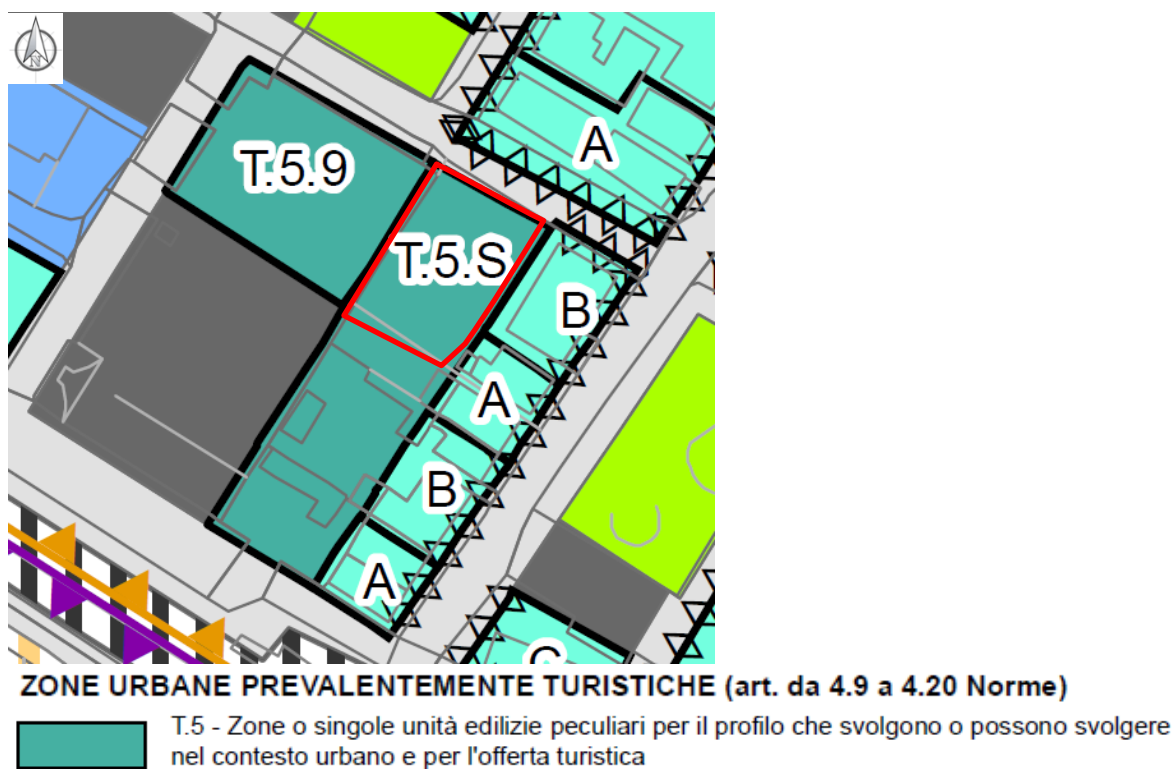 N
T.5.9
A
T.5.S
B
A
B
A
C
ZONE URBANE PREVALENTEMENTE TURISTICHE (art. da 4.9 a 4.20 Norme)
T.5 - Zone o singole unità edilizie peculiari per il profilo che svolgono o possono svolgere
nel contesto urbano e per l'offerta turistica